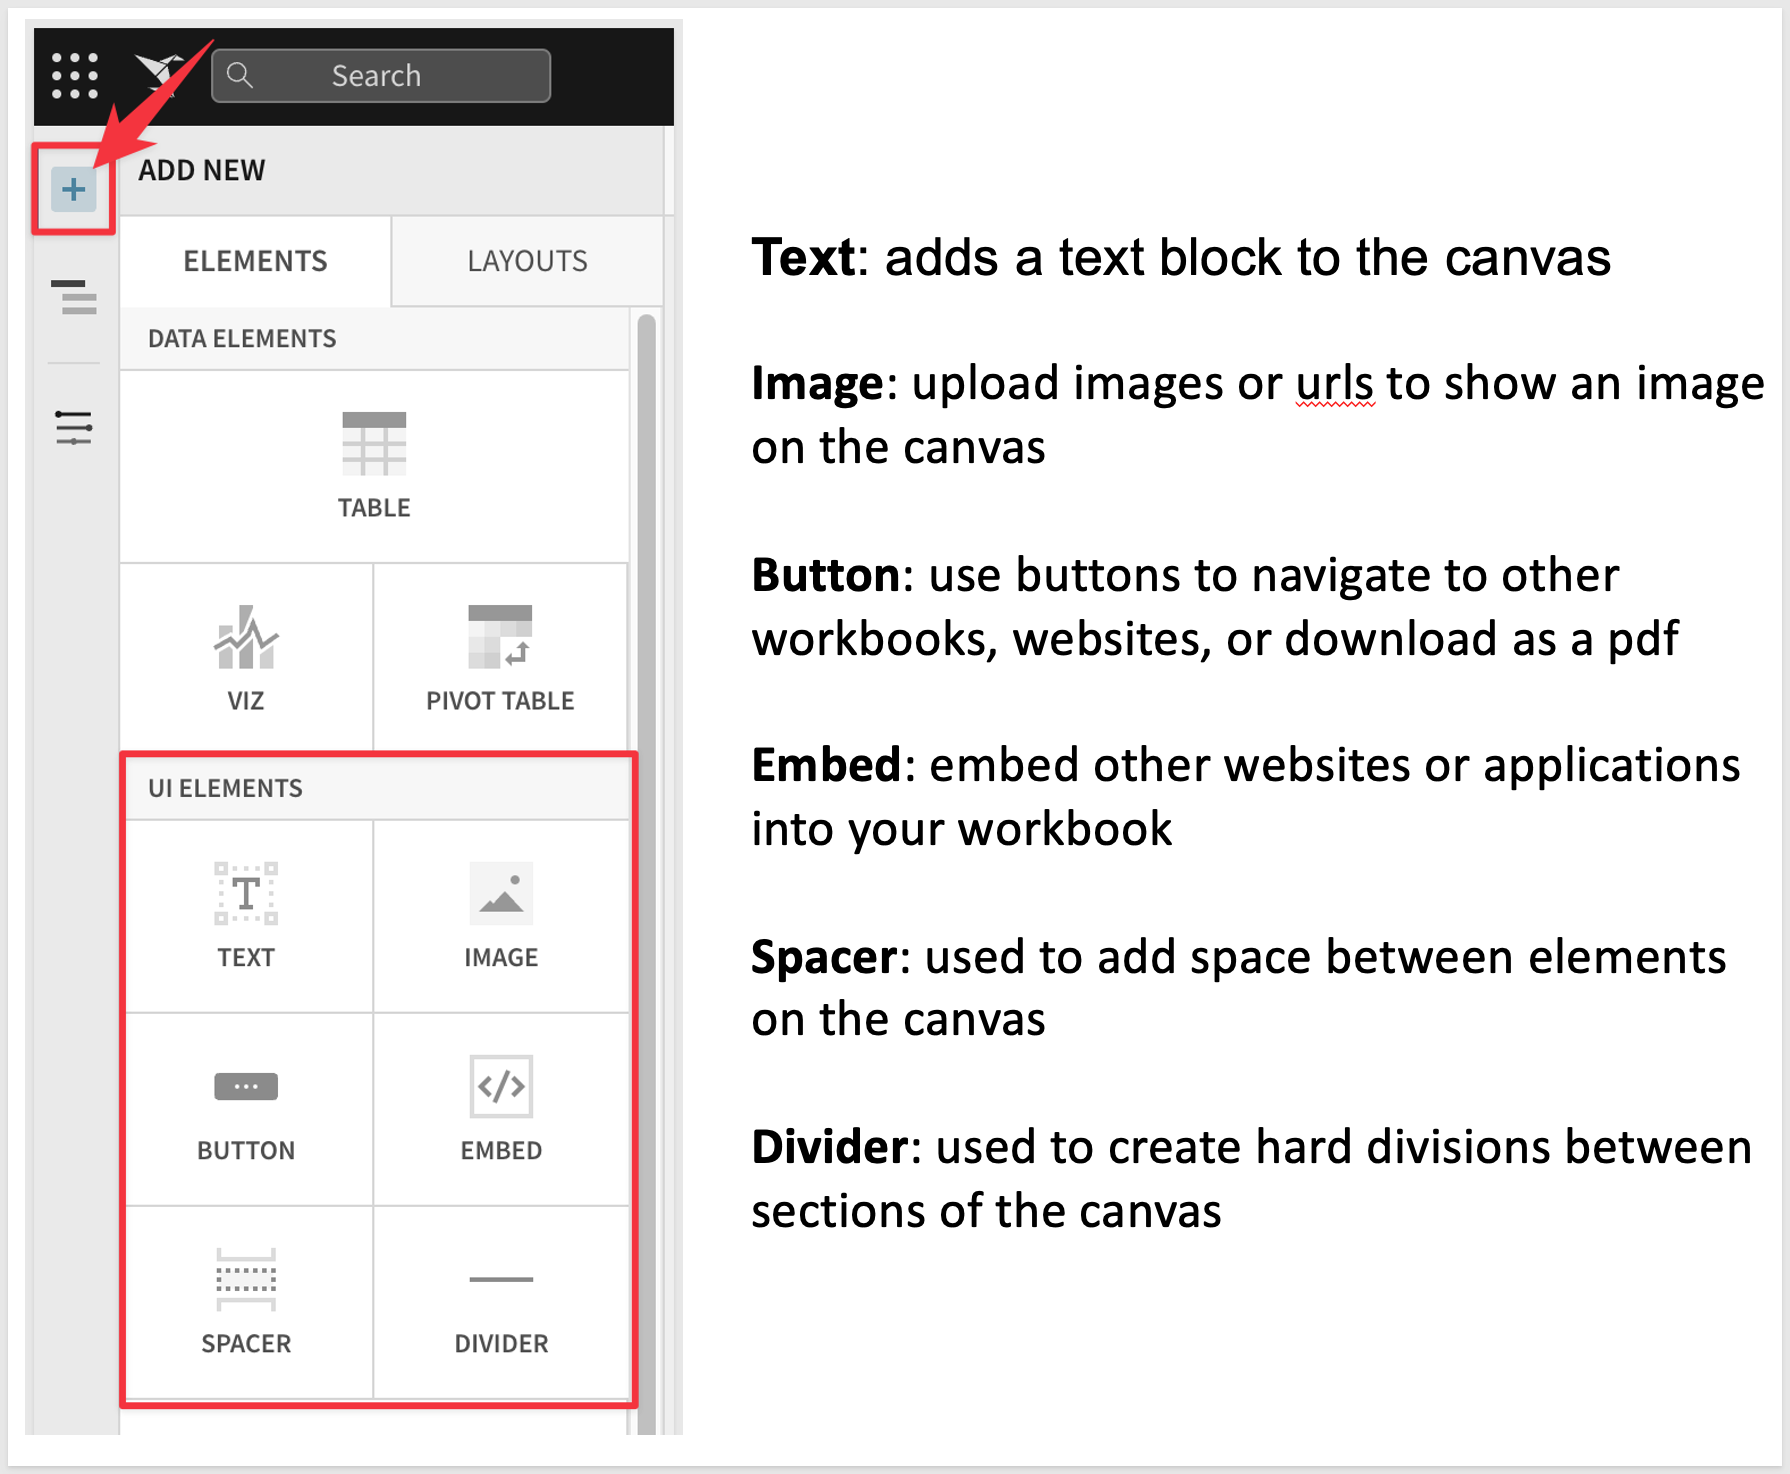 Search
ADD NEW
ELEMENTS
LAYOUTS
DATA ELEMENTS
TABLE
VIZ
PIVOT TABLE
UI ELEMENTS
TEXT
IMAGE
BUTTON
EMBED
SPACER
DIVIDER
Text: adds a text block to the canvas
Image: upload images or urls to show an image
on the canvas
Button: use buttons to navigate to other
workbooks, websites, or download as a pdf
Embed: embed other websites or applications
into your workbook
Spacer: used to add space between elements
on the canvas
Divider: used to create hard divisions between
sections of the canvas